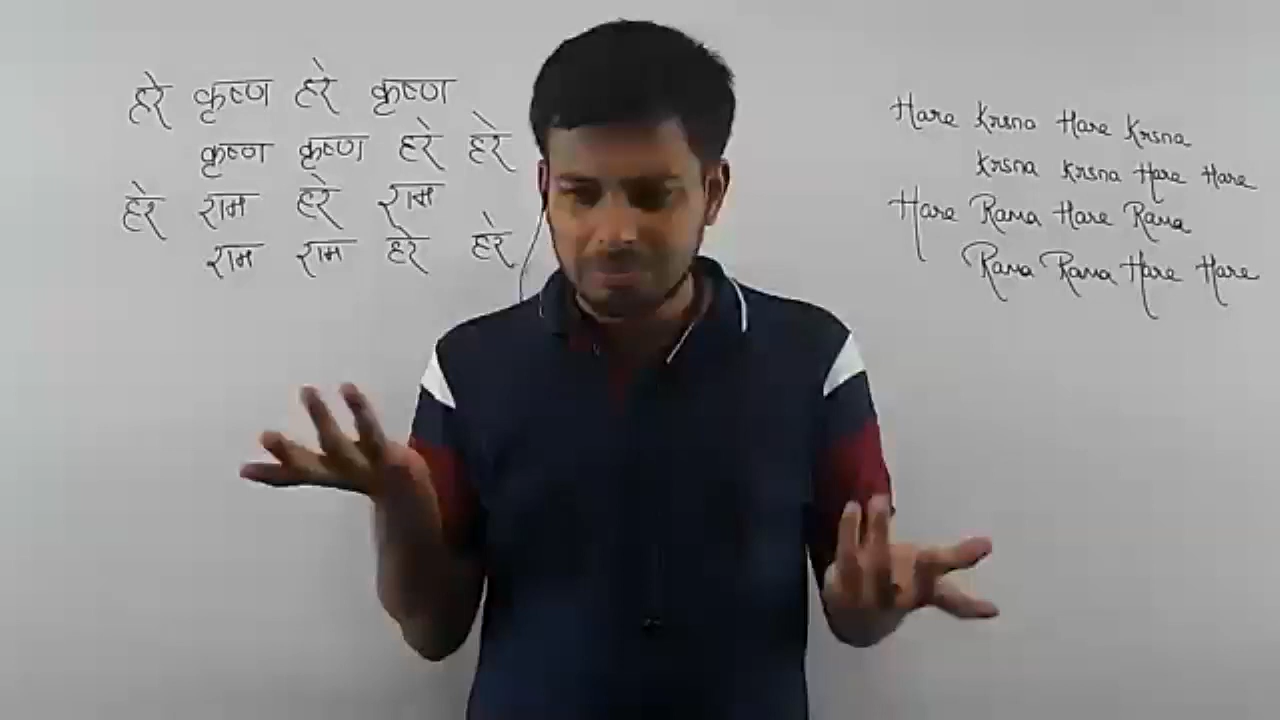 हरे कृष्ण हरे कृष्ण
कृष्ण कृष्ण हरे हरे
हरे राम हरे राम
राम राम हरे हरे
Hare Krsna Hare Krsna
Krsna Krsna Hare Hare
Hare Rama Hare Rama
Rama Rama Hare Hare